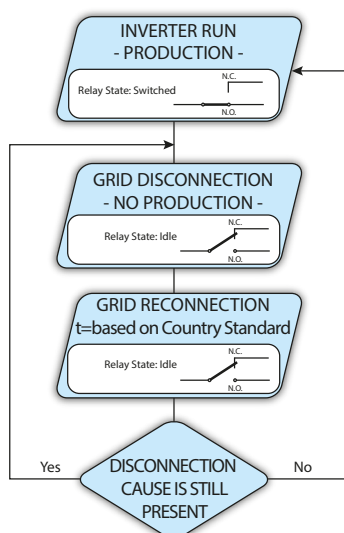 INVERTER RUN
- PRODUCTION -
N.C.
Relay State: Switched
N.O.
GRID DISCONNECTION
- NO PRODUCTION -
N.C.
Relay State: Idle
N.O.
GRID RECONNECTION
t=based on Country Standard
N.C.
Relay State: Idle
N.O.
Yes
No
DISCONNECTION
CAUSE IS STILL
PRESENT